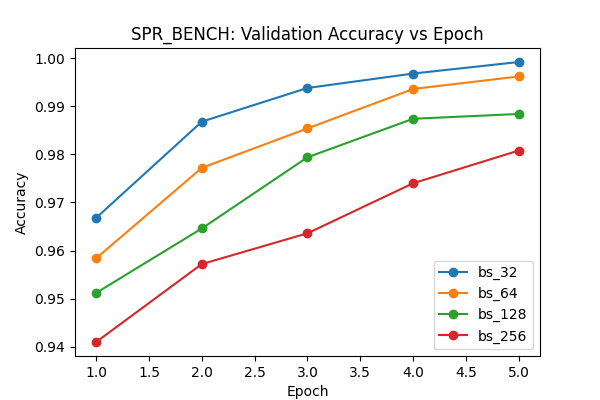 SPR_BENCH: Validation Accuracy vs Epoch
Accuracy
1.00
0.99
0.98
0.97
0.96
0.95
0.94
bs_32
bs_64
bs_128
bs_256
1.0 1.5 2.0 2.5 3.0 3.5 4.0 4.5 5.0
Epoch